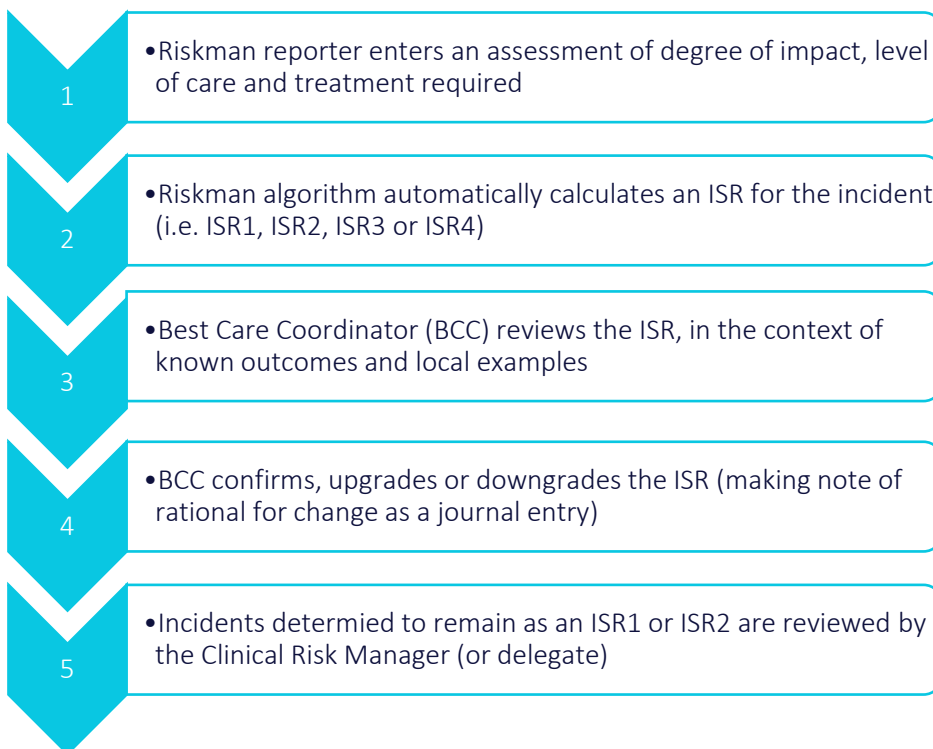 1
•Riskman reporter enters an assessment of degree of impact, level
of care and treatment required
2
•Riskman algorithm automatically calculates an ISR for the incident
(i.e. ISR1, ISR2, ISR3 or ISR4)
3
•Best Care Coordinator (BCC) reviews the ISR, in the context of
known outcomes and local examples
4
•BCC confirms, upgrades or downgrades the ISR (making note of
rational for change as a journal entry)
5
•Incidents determied to remain as an ISR1 or ISR2 are reviewed by
the Clinical Risk Manager (or delegate)